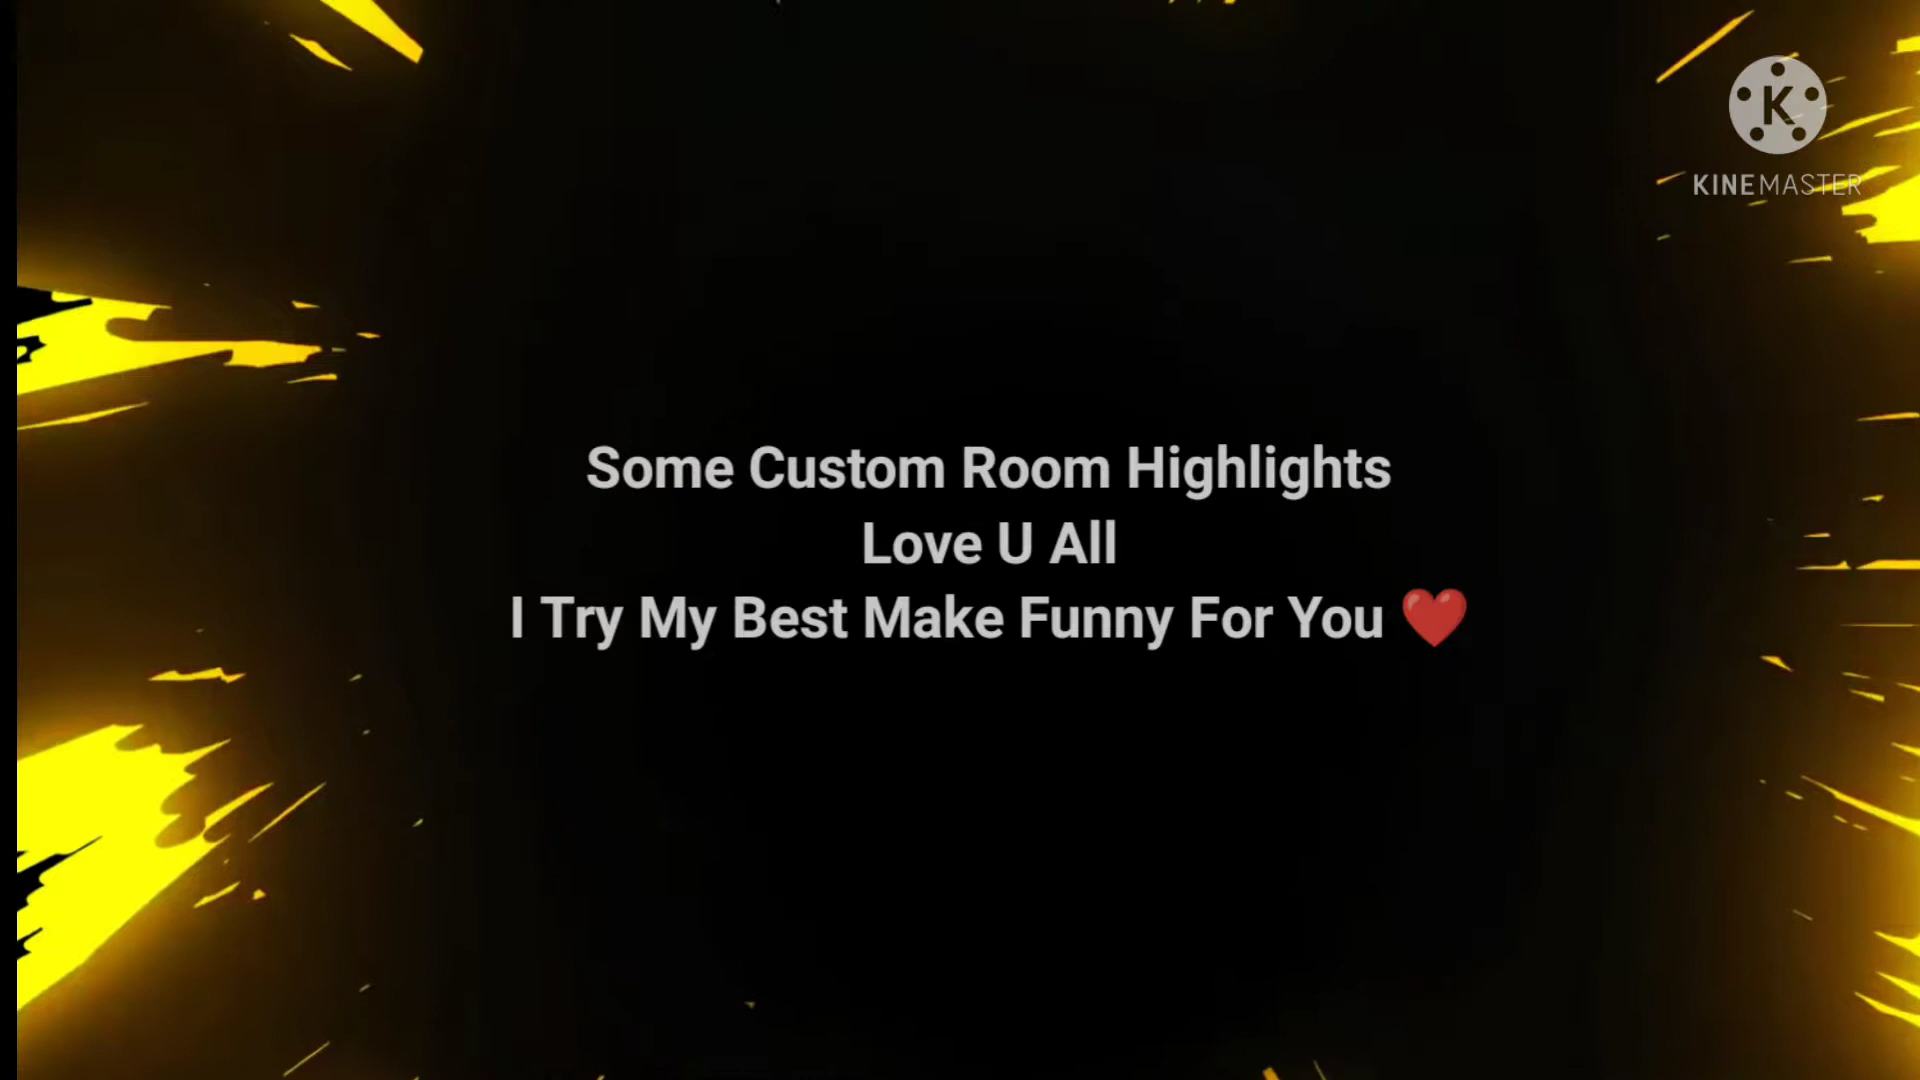 K
KINEMASTER
Some Custom Room Highlights
Love U All
I Try My Best Make Funny For You ❤️